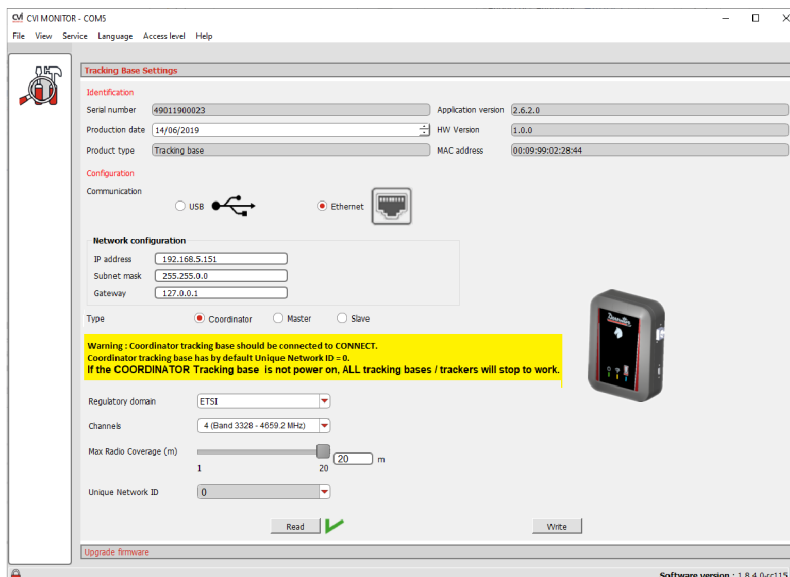 cvi CVI MONITOR - COM5
File View Service Language Access level Help
Tracking Base Settings
Identification
Serial number 49011900023 Application version 2.6.2.0
Production date 14/06/2019 HW Version 1.0.0
Product type Tracking base MAC address 00:09:99:02:28:44
Configuration
Communication
USB Ethernet
Network configuration
IP address 192.168.5.151
Subnet mask 255.255.0.0
Gateway 127.0.0.1
Type Coordinator Master Slave
Warning : Coordinator tracking base should be connected to CONNECT.
Coordinator tracking base has by default Unique Network ID = 0.
If the COORDINATOR Tracking base is not power on, ALL tracking bases / trackers will stop to work.
Regulatory domain ETSI
Channels 4 (Band 3328 - 4659.2 MHz)
Max Radio Coverage (m) 20 m
1 20
Unique Network ID 0
Read Write
Upgrade firmware
Software version : 1.8.4.0-rc115